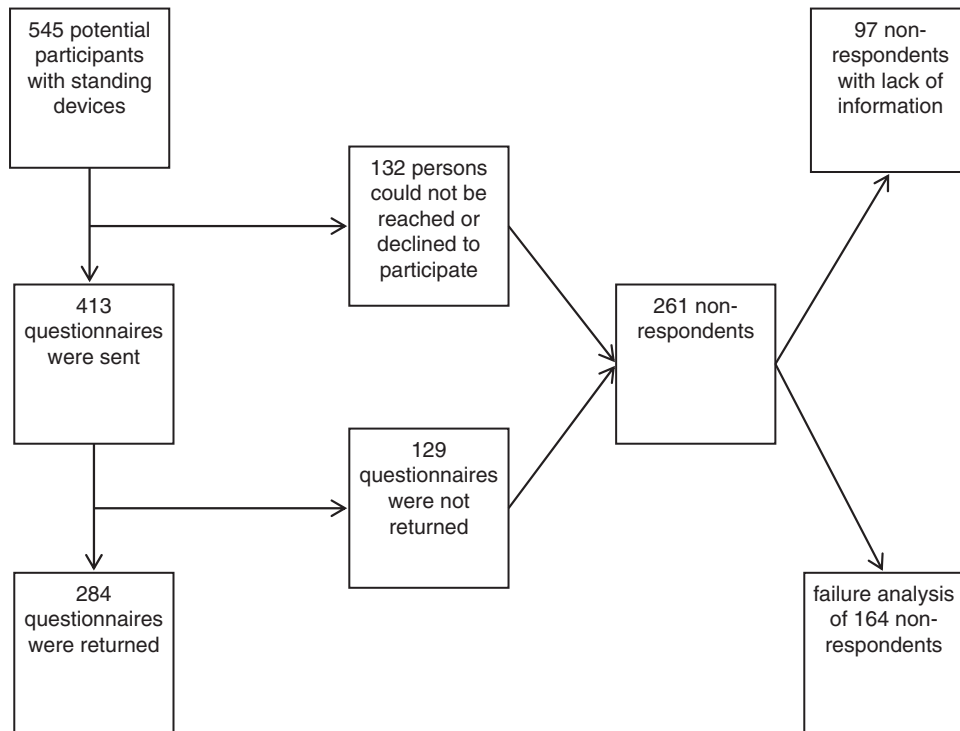 545 potential
participants
with standing
devices
132 persons
could not be
reached or
declined to
participate
413
questionnaires
were sent
129
questionnaires
were not
returned
284
questionnaires
were returned
261 non-
respondents
97 non-
respondents
with lack of
information
failure analysis
of 164 non-
respondents